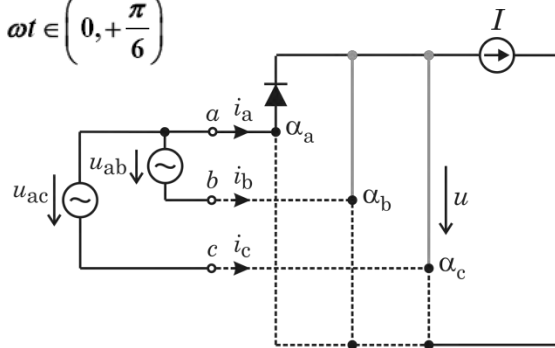 ωt ∈ (0, +π/6)
I
a
i_a
α_a
u_ab
b
i_b
α_b
u_ac
u
c
i_c
α_c